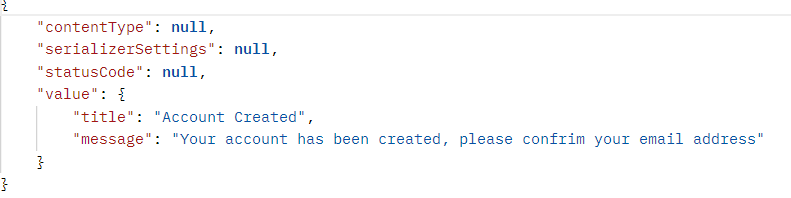 {
"contentType": null,
"serializerSettings": null,
"statusCode": null,
"value": {
"title": "Account Created",
"message": "Your account has been created, please confrim your email address"
}
}